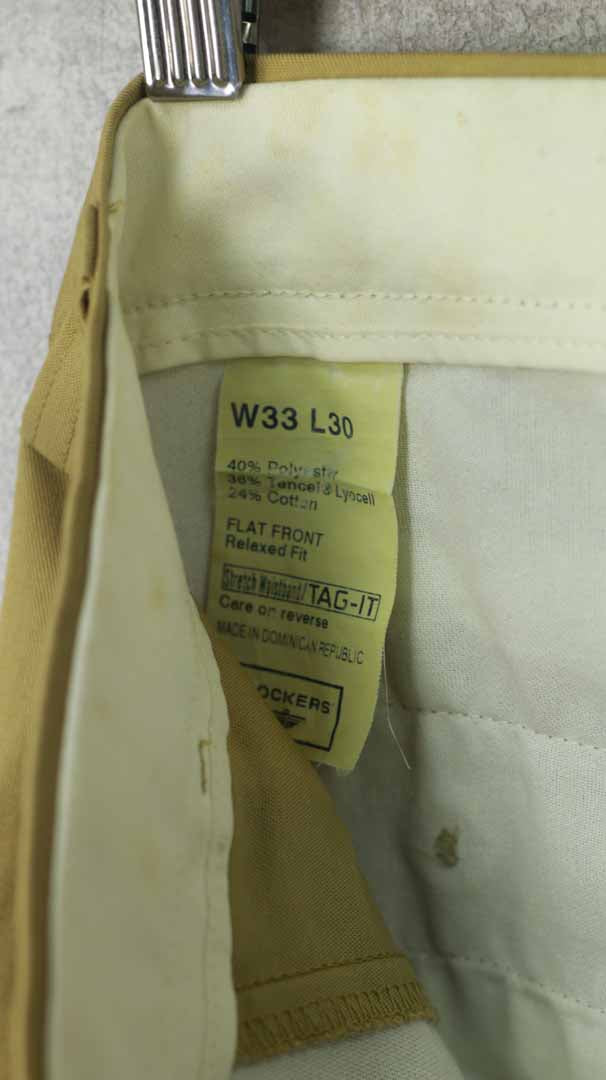 W33 L30
40% Polyester
36% Tencel® Lyocell
24% Cotton
FLAT FRONT
Relaxed Fit
Stretch Waistband/TAG-IT
Care on reverse
MADE IN DOMINICAN REPUBLIC
OCKERS